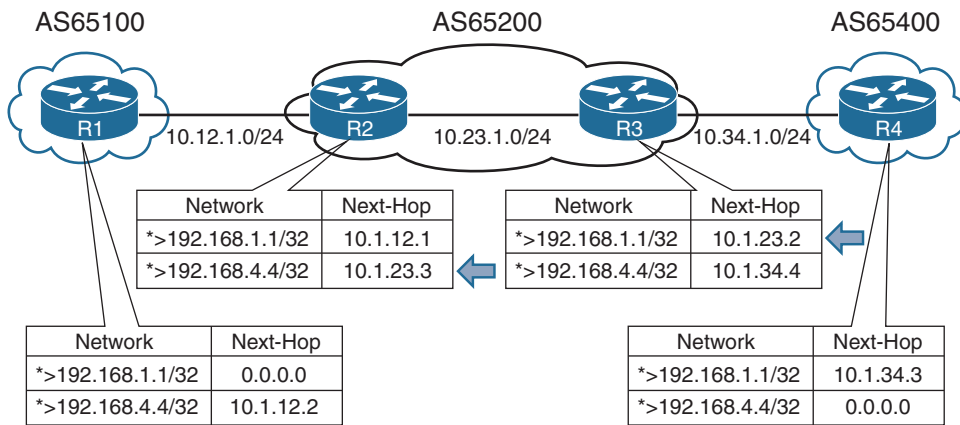 AS65100 AS65200 AS65400
R1 R2 R3 R4
10.12.1.0/24 10.23.1.0/24 10.34.1.0/24
Network Next-Hop
*>192.168.1.1/32 10.1.12.1
*>192.168.4.4/32 10.1.23.3
Network Next-Hop
*>192.168.1.1/32 10.1.23.2
*>192.168.4.4/32 10.1.34.4
Network Next-Hop
*>192.168.1.1/32 0.0.0.0
*>192.168.4.4/32 10.1.12.2
Network Next-Hop
*>192.168.1.1/32 10.1.34.3
*>192.168.4.4/32 0.0.0.0